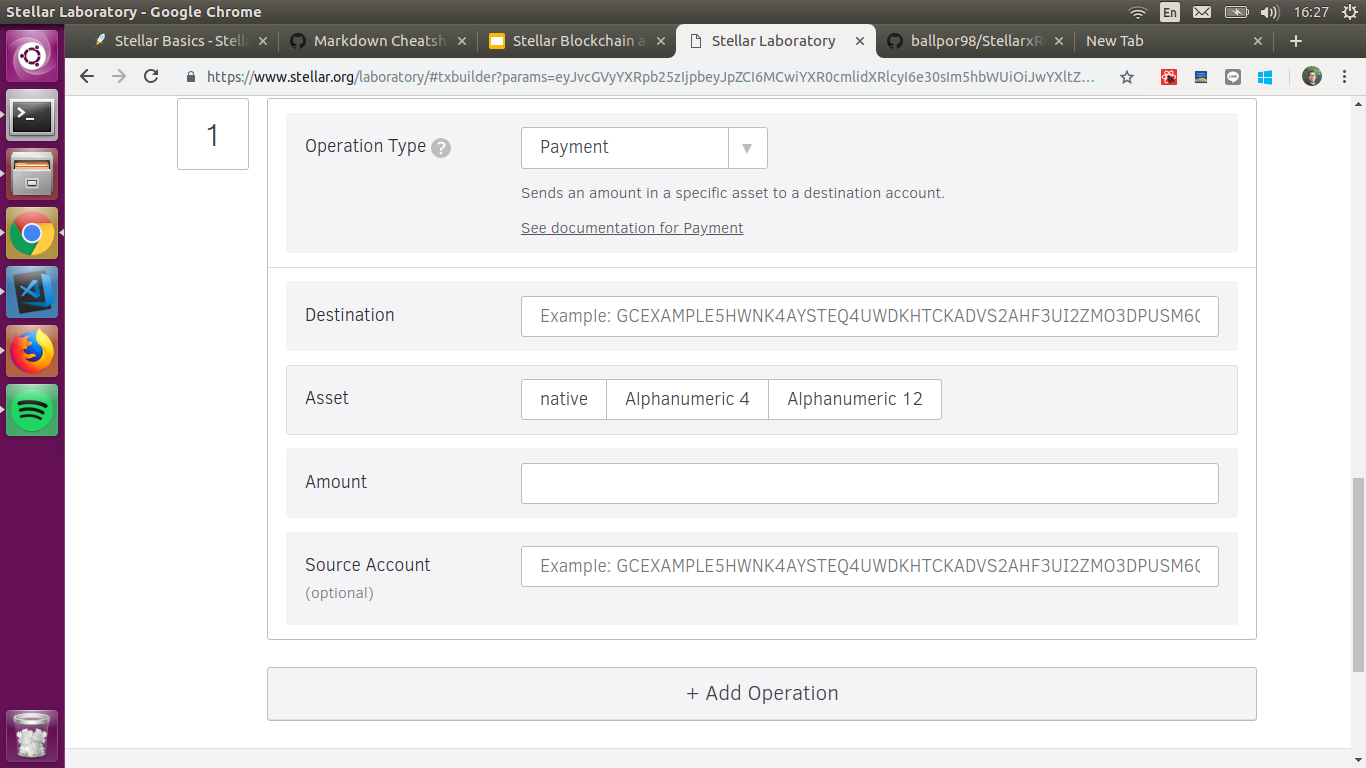 Stellar Laboratory - Google Chrome
En
16:27
Stellar Basics - Stell
Markdown Cheatsh
Stellar Blockchain a
Stellar Laboratory
ballpor98/StellarxR
New Tab
https://www.stellar.org/laboratory/#txbuilder?params=eyJvcGVyYXRpb25zIjpbeyJpZCI6MCwiYXR0cmlidXRlcyI6e30sIm5hbWUiOiJwYXltZ...
1
Operation Type ?
Payment
Sends an amount in a specific asset to a destination account.
See documentation for Payment
Destination
Example: GCEXAMPLE5HWNK4AYSTEQ4UWDKHTCKADVS2AHF3UI2ZMO3DPUSM6Q
Asset
native
Alphanumeric 4
Alphanumeric 12
Amount
Source Account
(optional)
Example: GCEXAMPLE5HWNK4AYSTEQ4UWDKHTCKADVS2AHF3UI2ZMO3DPUSM6Q
+ Add Operation